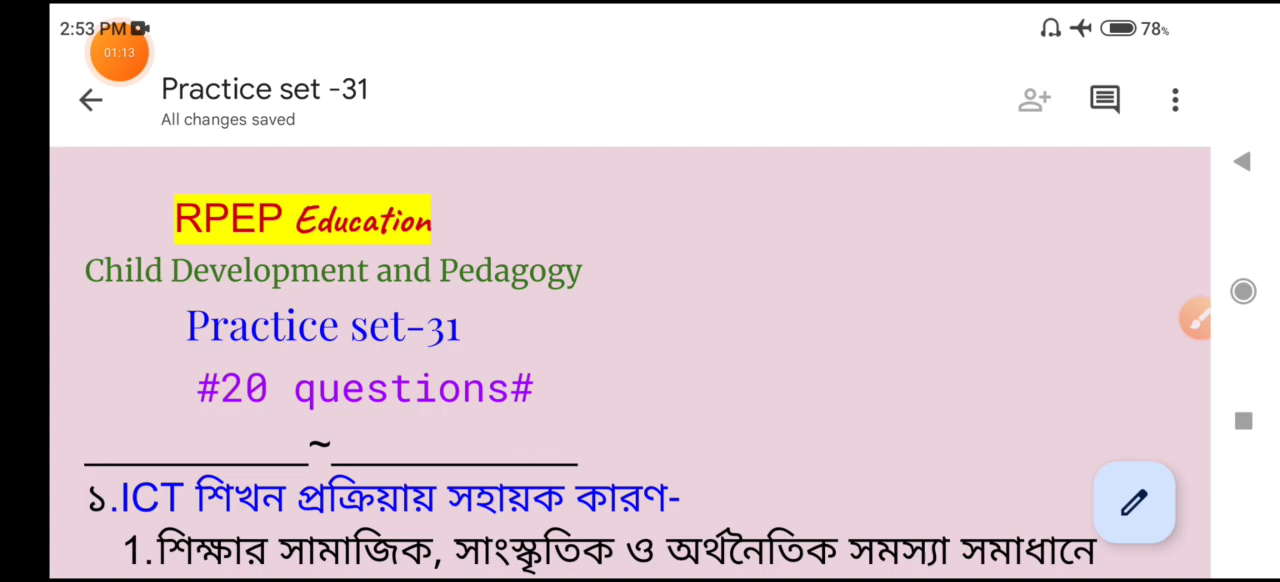 2:53 PM
78%
01:13
Practice set -31
All changes saved
RPEP Education
Child Development and Pedagogy
Practice set-31
#20 questions#
~
১.ICT শিখন প্রক্রিয়ায় সহায়ক কারণ-
1.শিক্ষার সামাজিক, সাংস্কৃতিক ও অর্থনৈতিক সমস্যা সমাধানে